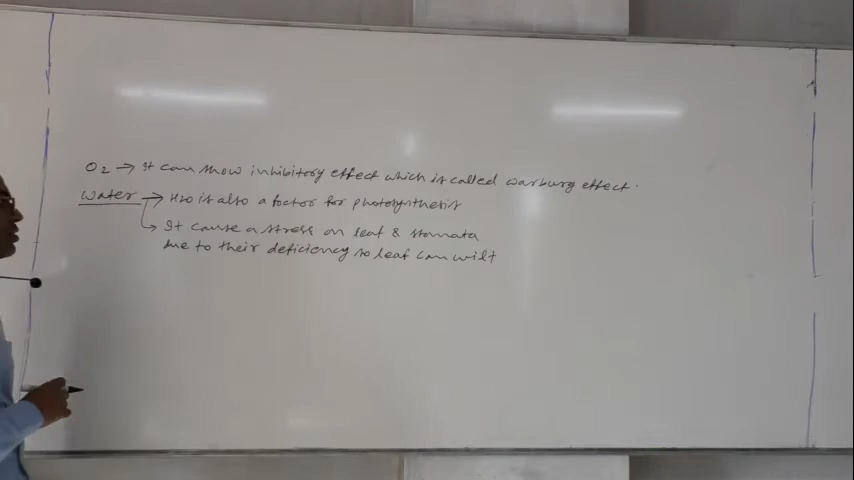 O2 → It can show inhibitory effect which is called warburg effect.
Water → H2O is also a factor for photosynthesis
↳ It cause a stress on leaf & stomata
due to their deficiency so leaf can wilt